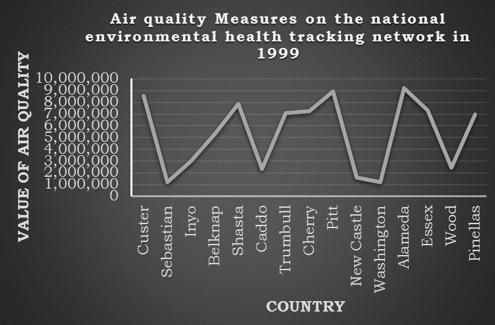 Air quality Measures on the national
environmental health tracking network in
1999
VALUE OF AIR QUALITY
10,000,000
9,000,000
8,000,000
7,000,000
6,000,000
5,000,000
4,000,000
3,000,000
2,000,000
1,000,000
0
Custer
Sebastian
Inyo
Belknap
Shasta
Caddo
Trumbull
Cherry
Pitt
New Castle
Washington
Alameda
Essex
Wood
Pinellas
COUNTRY